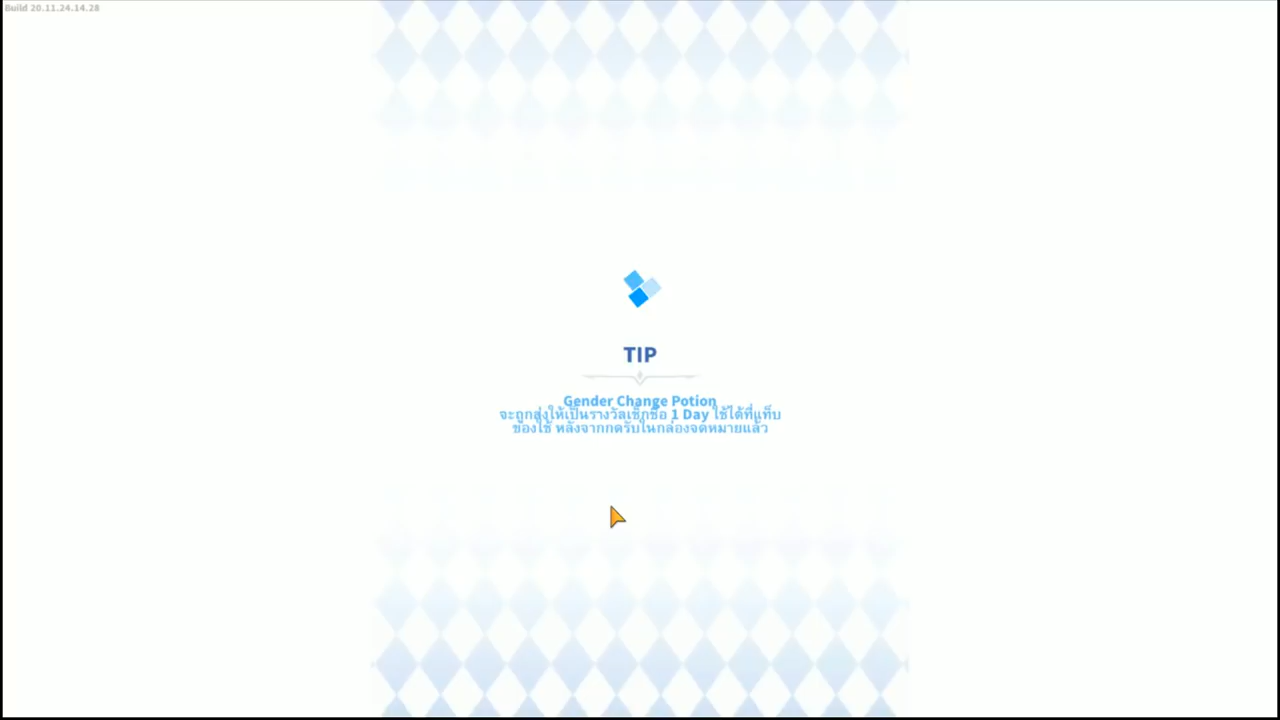 Build 20.11.24.14.28
TIP
Gender Change Potion
จะถูกส่งให้เป็นรางวัลเช็กชื่อ 1 Day ใช้ได้ที่แท็บ
ของใช้ หลังจากกดรับในกล่องจดหมายแล้ว